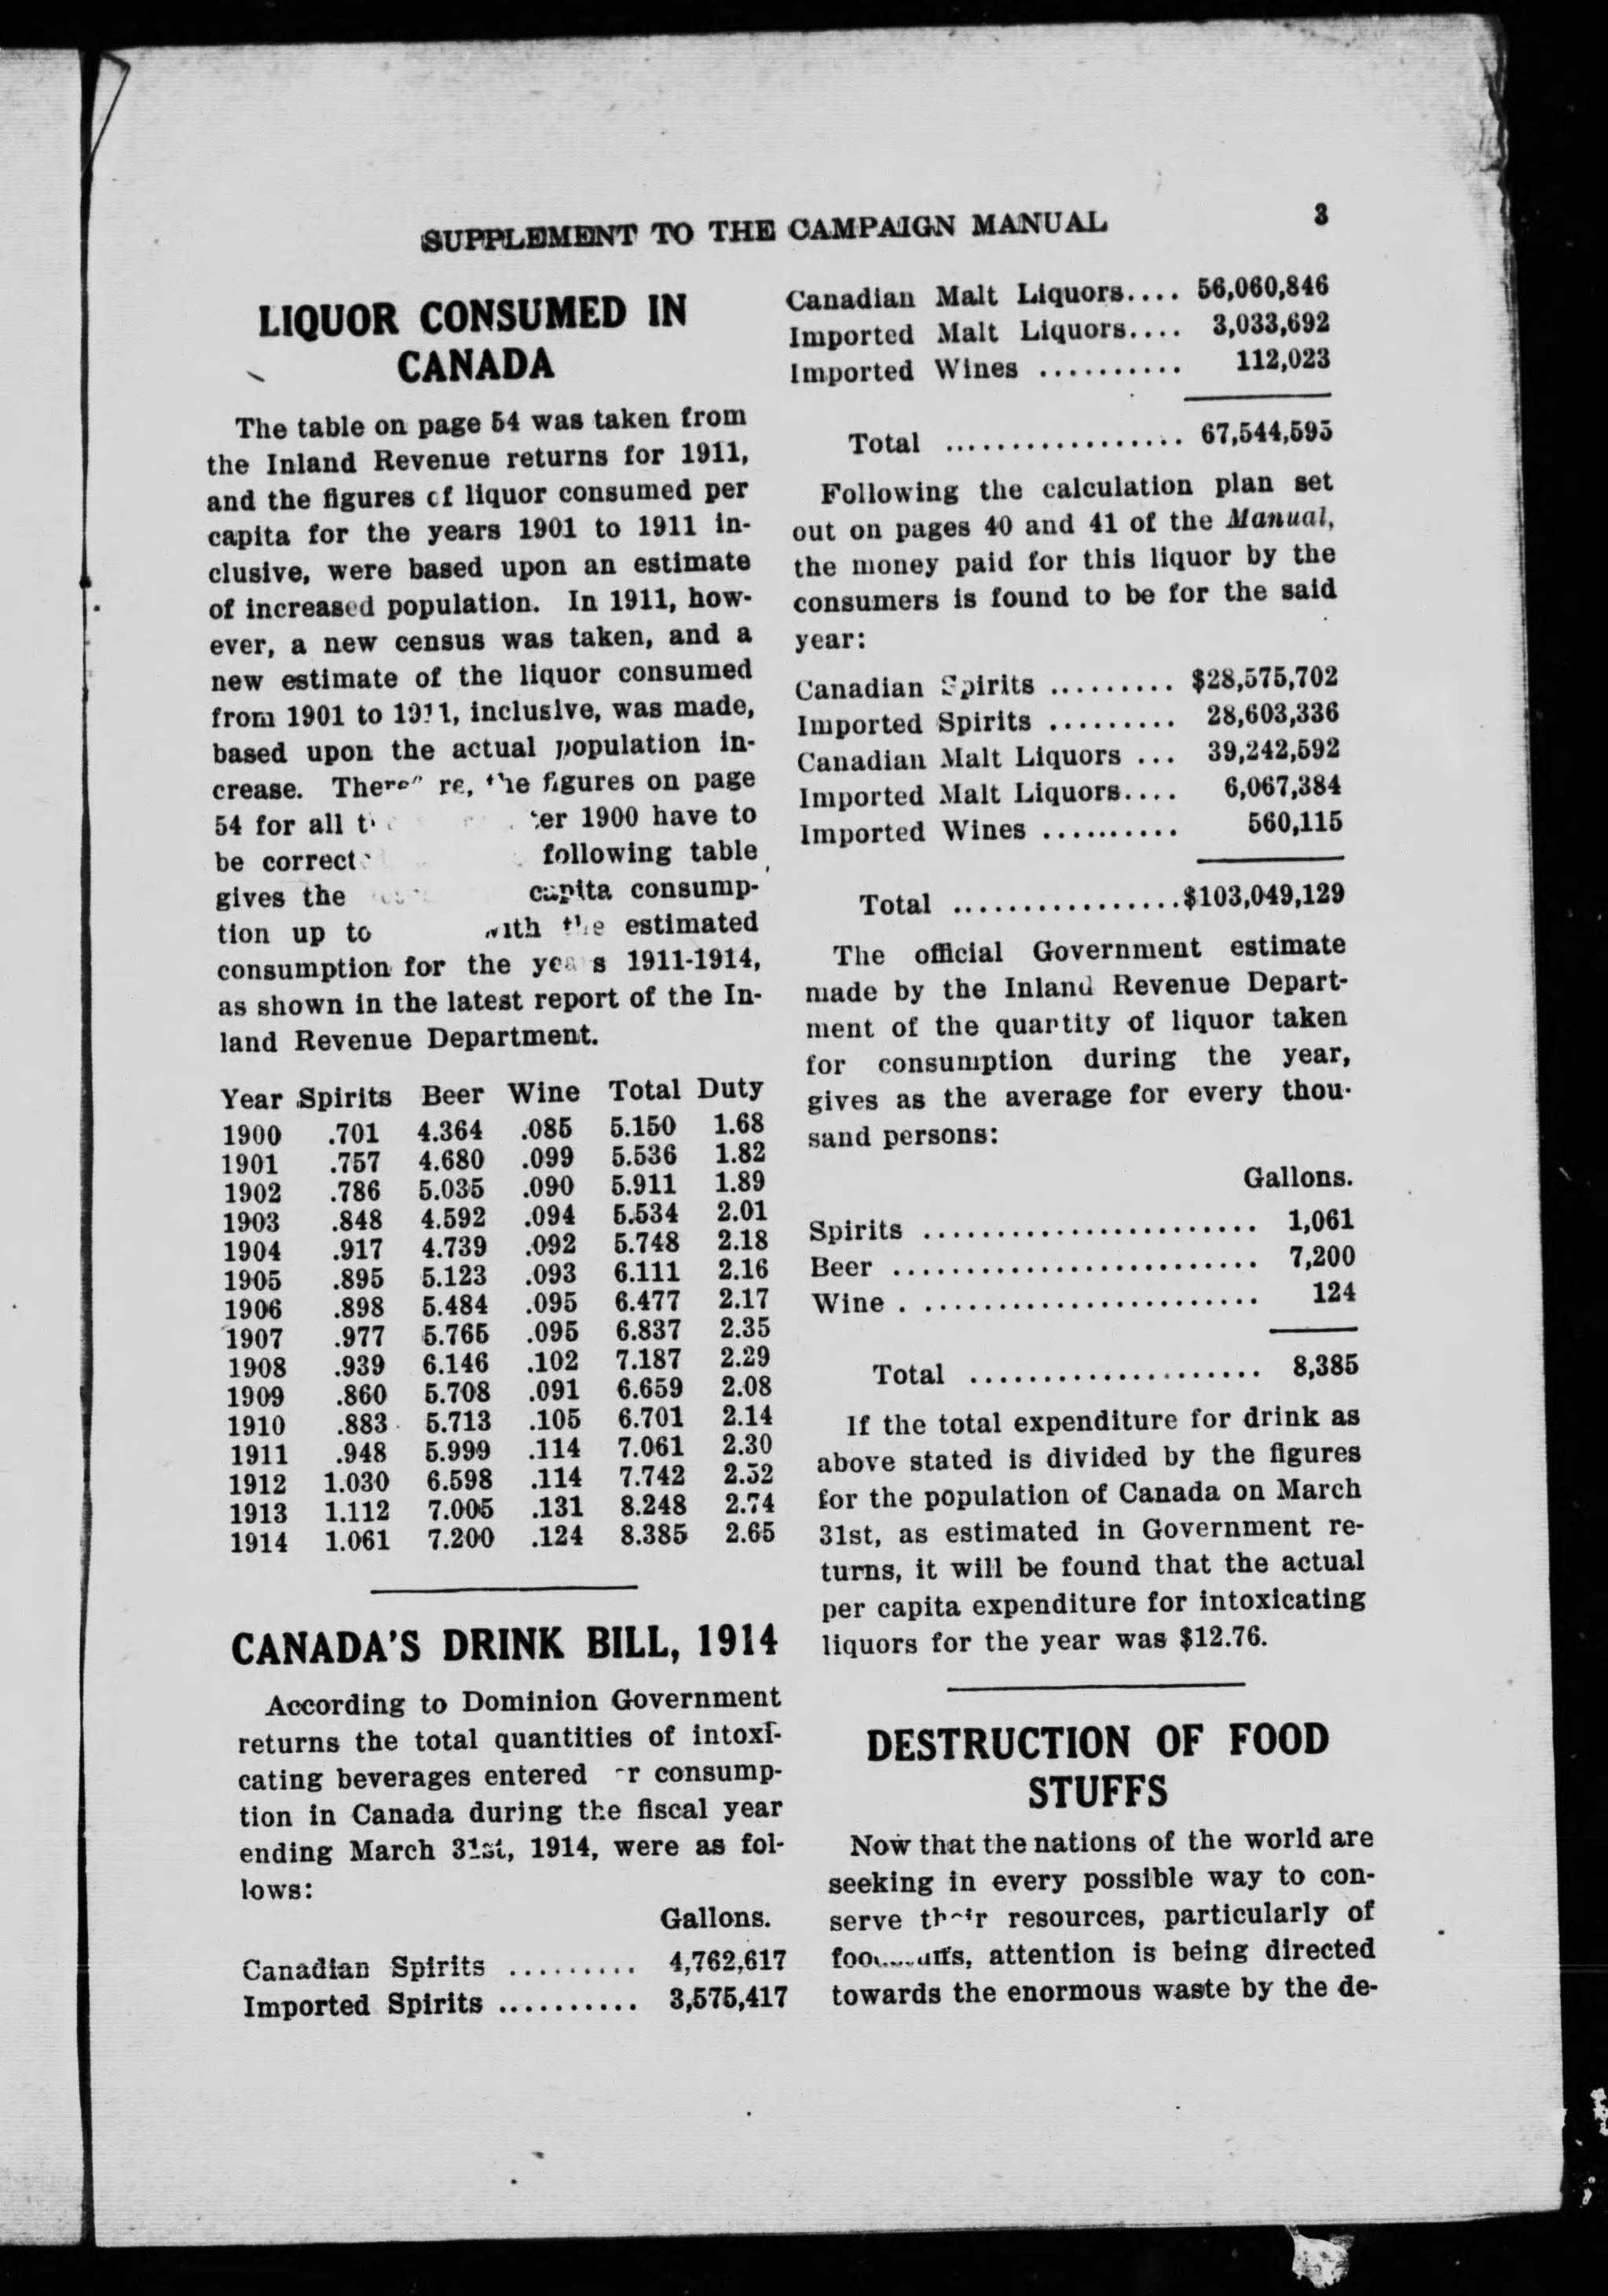 SUPPLEMENT TO THE CAMPAIGN MANUAL 3
LIQUOR CONSUMED IN
CANADA
The table on page 54 was taken from
the Inland Revenue returns for 1911,
and the figures of liquor consumed per
capita for the years 1901 to 1911 in-
clusive, were based upon an estimate
of increased population. In 1911, how-
ever, a new census was taken, and a
new estimate of the liquor consumed
from 1901 to 1911, inclusive, was made,
based upon the actual population in-
crease. the figures on page
54 for all 1900 have to
be following table
gives the capita consump-
tion up to with the estimated
consumption for the years 1911-1914,
as shown in the latest report of the In-
land Revenue Department.
Year Spirits Beer Wine Total Duty
1900 .701 4.364 .085 5.150 1.68
1901 .757 4.680 .099 5.536 1.82
1902 .786 5.035 .090 5.911 1.89
1903 .848 4.592 .094 5.534 2.01
1904 .917 4.739 .092 5.748 2.18
1905 .895 5.123 .093 6.111 2.16
1906 .898 5.484 .095 6.477 2.17
1907 .977 5.765 .095 6.837 2.35
1908 .939 6.146 .102 7.187 2.29
1909 .860 5.708 .091 6.659 2.08
1910 .883 5.713 .105 6.701 2.14
1911 .948 5.999 .114 7.061 2.30
1912 1.030 6.598 .114 7.742 2.52
1913 1.112 7.005 .131 8.248 2.74
1914 1.061 7.200 .124 8.385 2.65
CANADA'S DRINK BILL, 1914
According to Dominion Government
returns the total quantities of intoxi-
cating beverages entered consump-
tion in Canada during the fiscal year
ending March 31st, 1914, were as fol-
lows:
Gallons.
Canadian Spirits ......... 4,762,617
Imported Spirits .......... 3,575,417
Canadian Malt Liquors.... 56,060,846
Imported Malt Liquors.... 3,033,692
Imported Wines .......... 112,023
Total ................. 67,544,595
Following the calculation plan set
out on pages 40 and 41 of the Manual,
the money paid for this liquor by the
consumers is found to be for the said
year:
Canadian Spirits ......... $28,575,702
Imported Spirits ......... 28,603,336
Canadian Malt Liquors ... 39,242,592
Imported Malt Liquors.... 6,067,384
Imported Wines .......... 560,115
Total ................$103,049,129
The official Government estimate
made by the Inland Revenue Depart-
ment of the quantity of liquor taken
for consumption during the year,
gives as the average for every thou-
sand persons:
Gallons.
Spirits ........................ 1,061
Beer .......................... 7,200
Wine . ........................ 124
Total ..................... 8,385
If the total expenditure for drink as
above stated is divided by the figures
for the population of Canada on March
31st, as estimated in Government re-
turns, it will be found that the actual
per capita expenditure for intoxicating
liquors for the year was $12.76.
DESTRUCTION OF FOOD
STUFFS
Now that the nations of the world are
seeking in every possible way to con-
serve their resources, particularly of
attention is being directed
towards the enormous waste by the de-